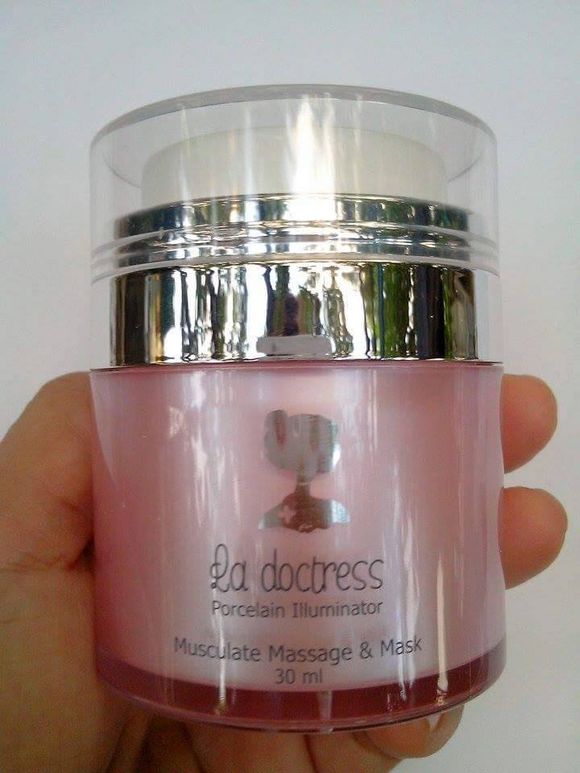 La doctress
Porcelain Illuminator
Musculate Massage & Mask
30 ml